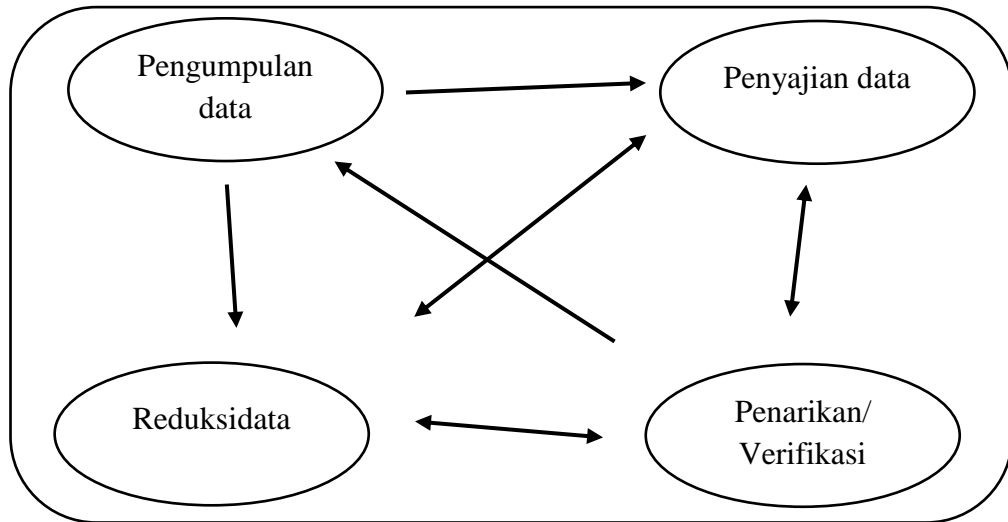 Pengumpulan
data
Penyajian data
Reduksidata
Penarikan/
Verifikasi